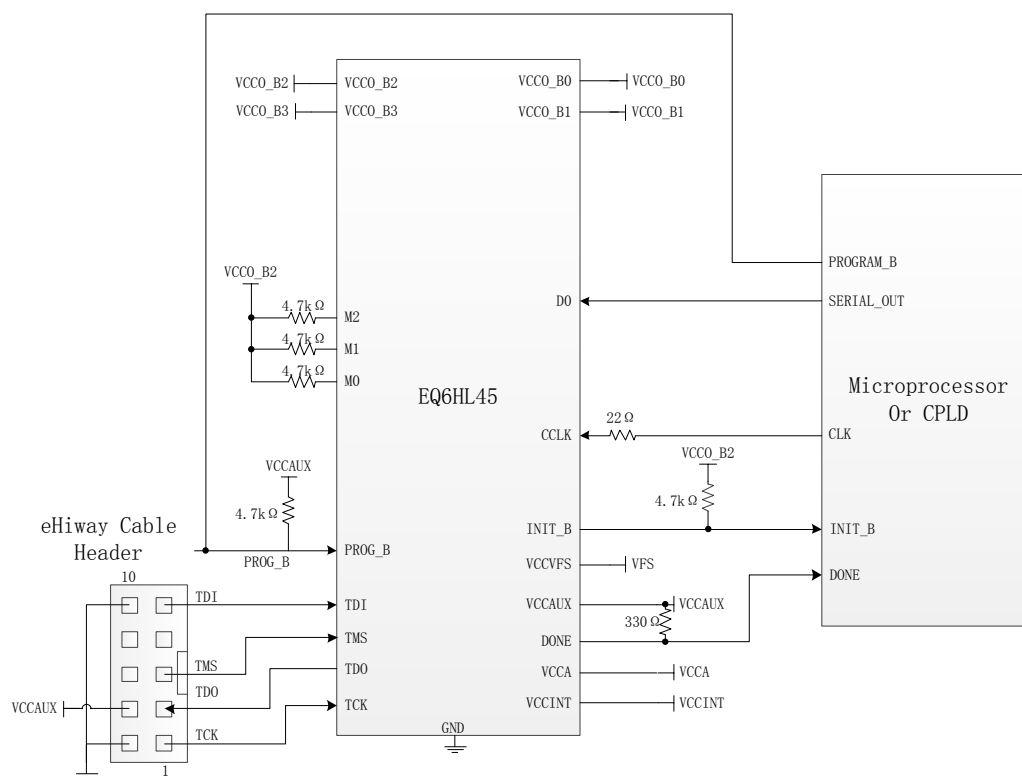 VCCO_B2
VCCO_B2
VCCO_B0
VCCO_B0
VCCO_B3
VCCO_B3
VCCO_B1
VCCO_B1
PROGRAM_B
VCCO_B2
D0
SERIAL_OUT
4.7kΩ
M2
4.7kΩ
M1
4.7kΩ
M0
EQ6HL45
Microprocessor
Or CPLD
22Ω
CCLK
CLK
VCCO_B2
VCCAUX
4.7kΩ
4.7kΩ
INIT_B
INIT_B
eHiway Cable
Header
PROG_B
PROG_B
VCCVFS
VFS
10
DONE
TDI
TDI
VCCAUX
VCCAUX
330Ω
TMS
DONE
TMS
TDO
VCCA
VCCA
TDO
VCCAUX
TCK
VCCINT
VCCINT
TCK
GND
1